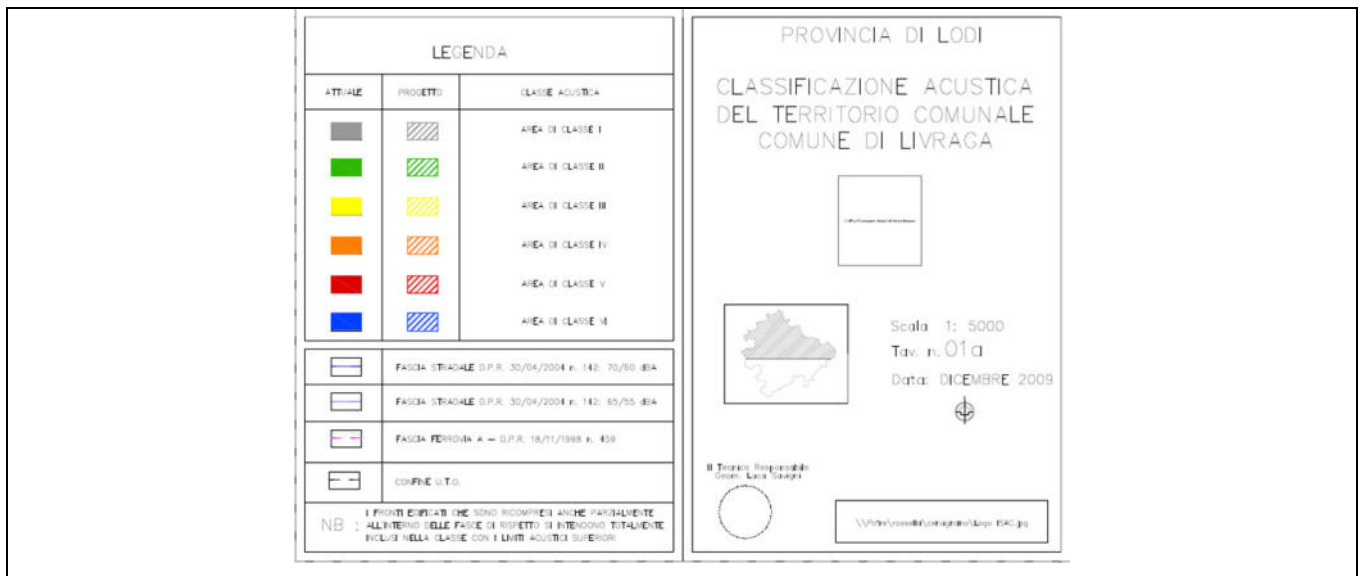 LEGENDA
ATTUALE PROGETTO CLASSE ACUSTICA
AREA DI CLASSE I
AREA DI CLASSE II
AREA DI CLASSE III
AREA DI CLASSE IV
AREA DI CLASSE V
AREA DI CLASSE VI
FASCIA STRADALE D.P.R. 30/04/2004 n. 142: 70/60 dBA
FASCIA STRADALE D.P.R. 30/04/2004 n. 142: 65/55 dBA
FASCIA FERROVIA A – D.P.R. 18/11/1998 n. 459
CONFINE U.T.O.
NB : I FRONTI EDIFICATI CHE SONO RICOMPRESI ANCHE PARZIALMENTE
ALL'INTERNO DELLE FASCE DI RISPETTO SI INTENDONO TOTALMENTE
INCLUSI NELLA CLASSE CON I LIMITI ACUSTICI SUPERIORI
PROVINCIA DI LODI
CLASSIFICAZIONE ACUSTICA
DEL TERRITORIO COMUNALE
COMUNE DI LIVRAGA
Scala 1: 5000
Tav. n. 01a
Data: DICEMBRE 2009
Il Tecnico Responsabile
Geom. Luca Savigni